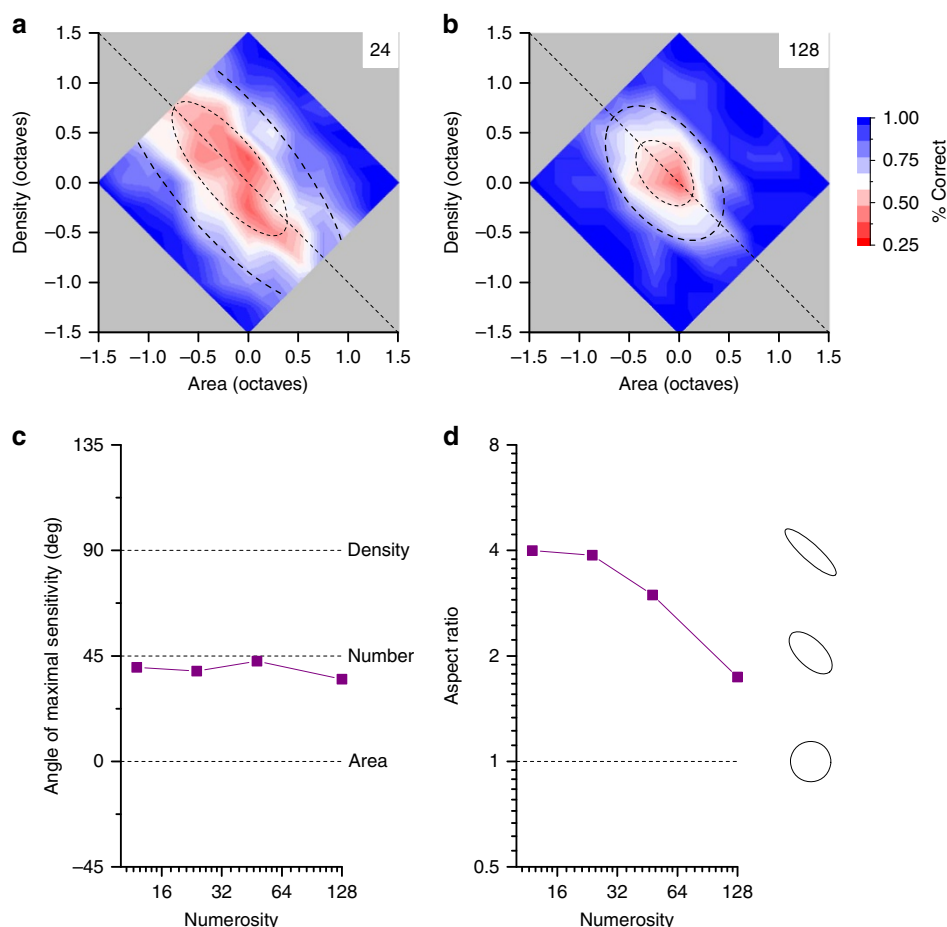 a
24
Density (octaves)
1.5
1.0
0.5
0.0
–0.5
–1.0
–1.5
–1.5 –1.0 –0.5 0.0 0.5 1.0 1.5
Area (octaves)
b
128
Density (octaves)
1.5
1.0
0.5
0.0
–0.5
–1.0
–1.5
–1.5 –1.0 –0.5 0.0 0.5 1.0 1.5
Area (octaves)
1.00
0.75
0.50
0.25
% Correct
c
Angle of maximal sensitivity (deg)
135
90
45
0
–45
Density
Number
Area
16 32 64 128
Numerosity
d
Aspect ratio
8
4
2
1
0.5
16 32 64 128
Numerosity